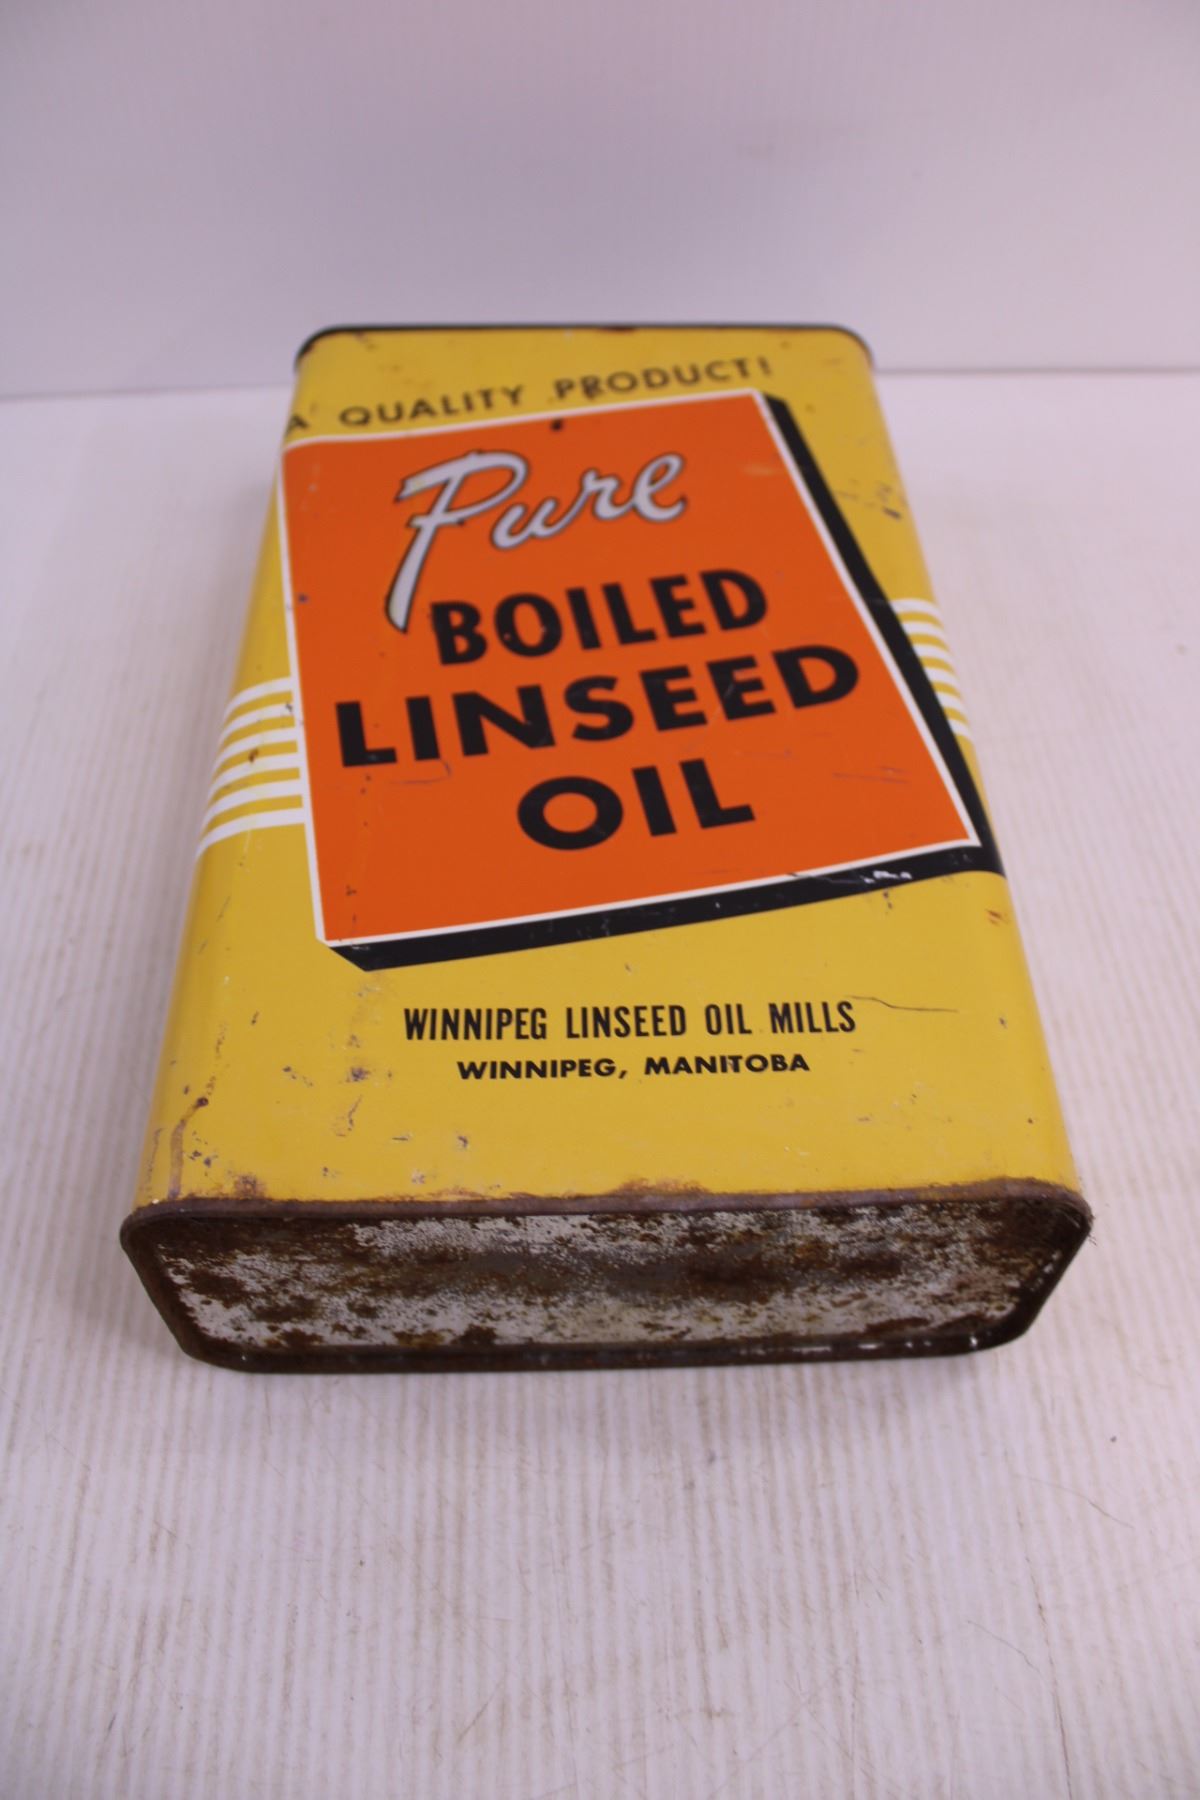 A QUALITY PRODUCT!
Pure
BOILED
LINSEED
OIL
WINNIPEG LINSEED OIL MILLS
WINNIPEG, MANITOBA